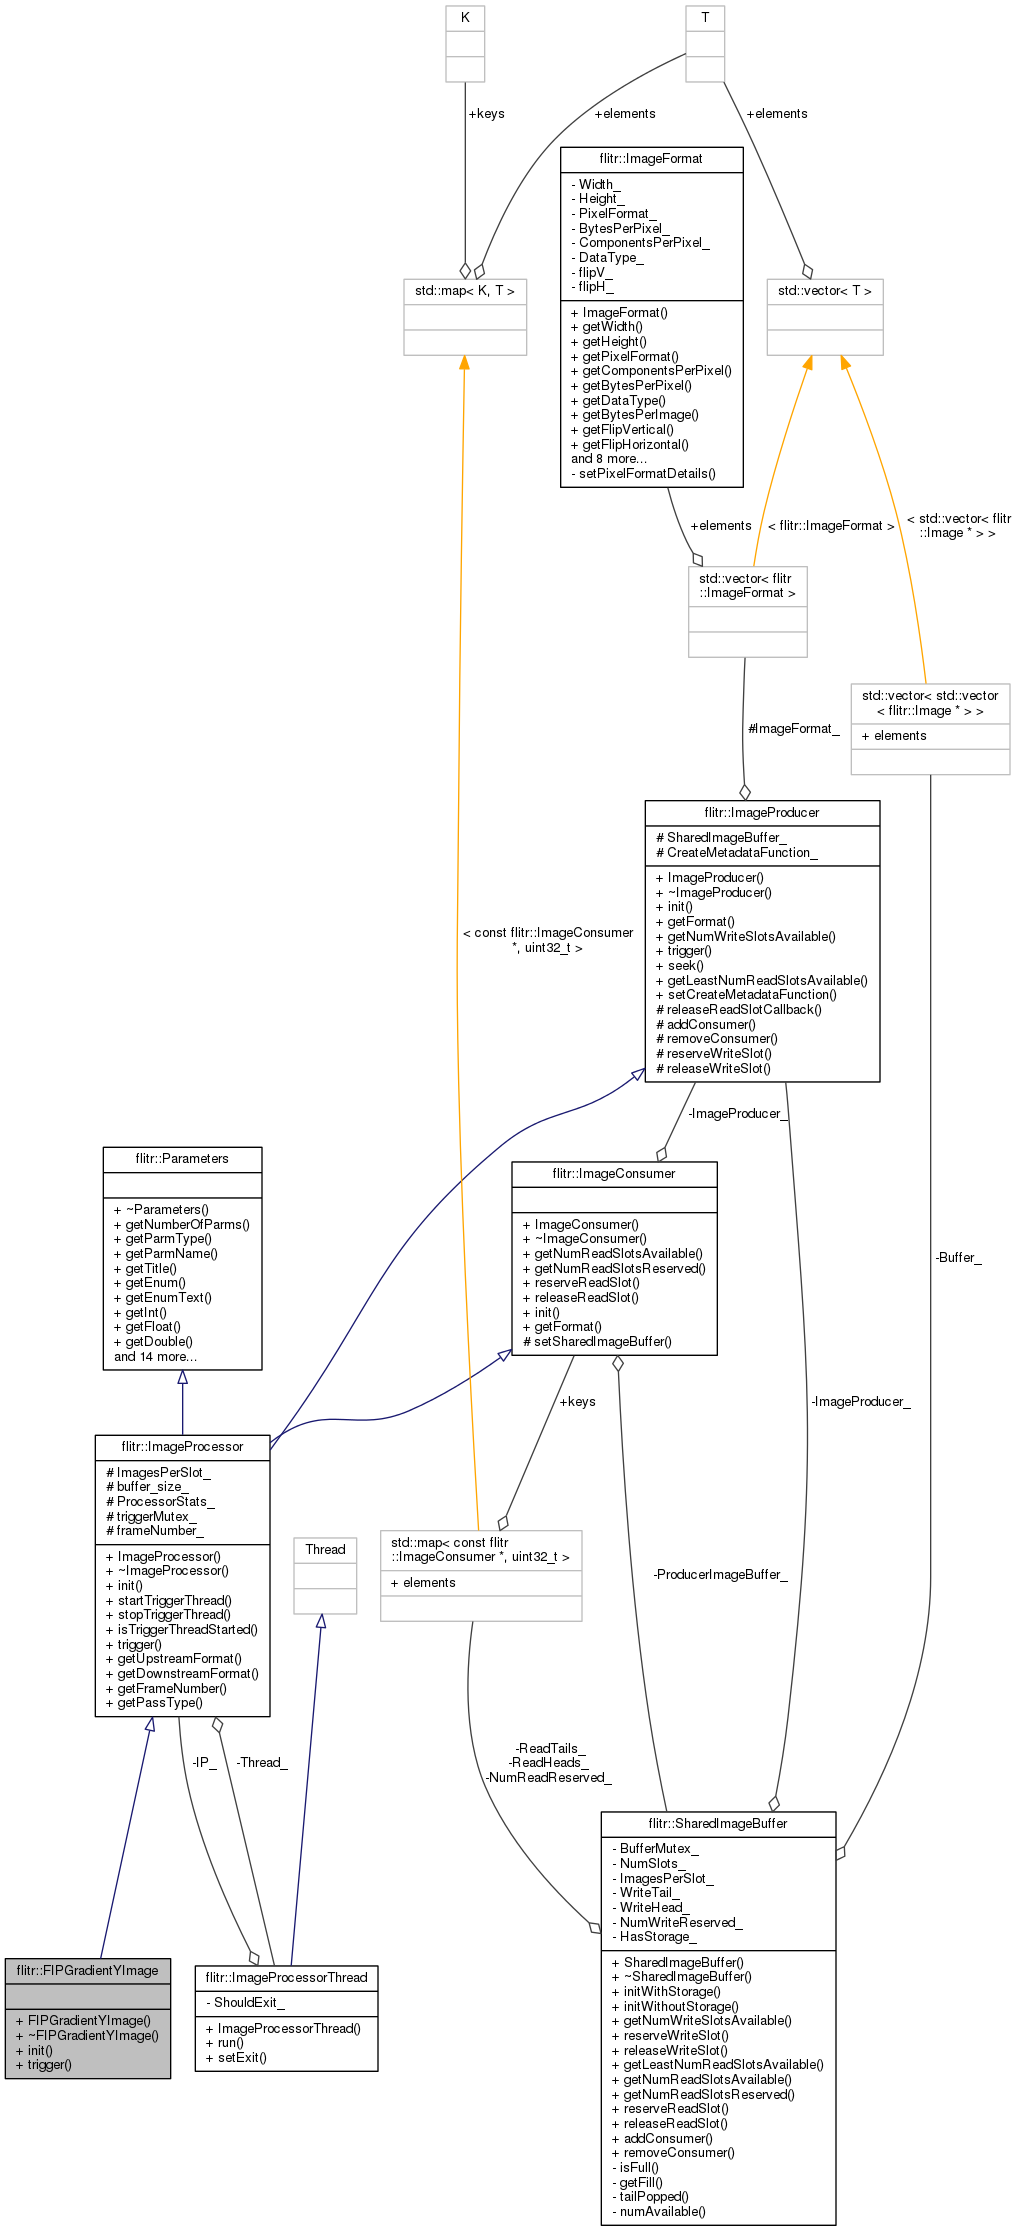 K
T
+keys
+elements
+elements
flitr::ImageFormat
- Width_
- Height_
- PixelFormat_
- BytesPerPixel_
- ComponentsPerPixel_
- DataType_
- flipV_
- flipH_
+ ImageFormat()
+ getWidth()
+ getHeight()
+ getPixelFormat()
+ getComponentsPerPixel()
+ getBytesPerPixel()
+ getDataType()
+ getBytesPerImage()
+ getFlipVertical()
+ getFlipHorizontal()
and 8 more...
- setPixelFormatDetails()
std::map< K, T >
std::vector< T >
+elements
< flitr::ImageFormat >
< std::vector< flitr
::Image * > >
std::vector< flitr
::ImageFormat >
std::vector< std::vector
< flitr::Image * > >
+ elements
#ImageFormat_
flitr::ImageProducer
# SharedImageBuffer_
# CreateMetadataFunction_
+ ImageProducer()
+ ~ImageProducer()
+ init()
+ getFormat()
+ getNumWriteSlotsAvailable()
+ trigger()
+ seek()
+ getLeastNumReadSlotsAvailable()
+ setCreateMetadataFunction()
# releaseReadSlotCallback()
# addConsumer()
# removeConsumer()
# reserveWriteSlot()
# releaseWriteSlot()
< const flitr::ImageConsumer
*, uint32_t >
-ImageProducer_
flitr::Parameters
+ ~Parameters()
+ getNumberOfParms()
+ getParmType()
+ getParmName()
+ getTitle()
+ getEnum()
+ getEnumText()
+ getInt()
+ getFloat()
+ getDouble()
and 14 more...
flitr::ImageConsumer
+ ImageConsumer()
+ ~ImageConsumer()
+ getNumReadSlotsAvailable()
+ getNumReadSlotsReserved()
+ reserveReadSlot()
+ releaseReadSlot()
+ init()
+ getFormat()
# setSharedImageBuffer()
-Buffer_
+keys
-ImageProducer_
flitr::ImageProcessor
# ImagesPerSlot_
# buffer_size_
# ProcessorStats_
# triggerMutex_
# frameNumber_
+ ImageProcessor()
+ ~ImageProcessor()
+ init()
+ startTriggerThread()
+ stopTriggerThread()
+ isTriggerThreadStarted()
+ trigger()
+ getUpstreamFormat()
+ getDownstreamFormat()
+ getFrameNumber()
+ getPassType()
Thread
std::map< const flitr
::ImageConsumer *, uint32_t >
+ elements
-ProducerImageBuffer_
-IP_
-Thread_
-ReadTails_
-ReadHeads_
-NumReadReserved_
flitr::FIPGradientYImage
+ FIPGradientYImage()
+ ~FIPGradientYImage()
+ init()
+ trigger()
flitr::ImageProcessorThread
- ShouldExit_
+ ImageProcessorThread()
+ run()
+ setExit()
flitr::SharedImageBuffer
- BufferMutex_
- NumSlots_
- ImagesPerSlot_
- WriteTail_
- WriteHead_
- NumWriteReserved_
- HasStorage_
+ SharedImageBuffer()
+ ~SharedImageBuffer()
+ initWithStorage()
+ initWithoutStorage()
+ getNumWriteSlotsAvailable()
+ reserveWriteSlot()
+ releaseWriteSlot()
+ getLeastNumReadSlotsAvailable()
+ getNumReadSlotsAvailable()
+ getNumReadSlotsReserved()
+ reserveReadSlot()
+ releaseReadSlot()
+ addConsumer()
+ removeConsumer()
- isFull()
- getFill()
- tailPopped()
- numAvailable()